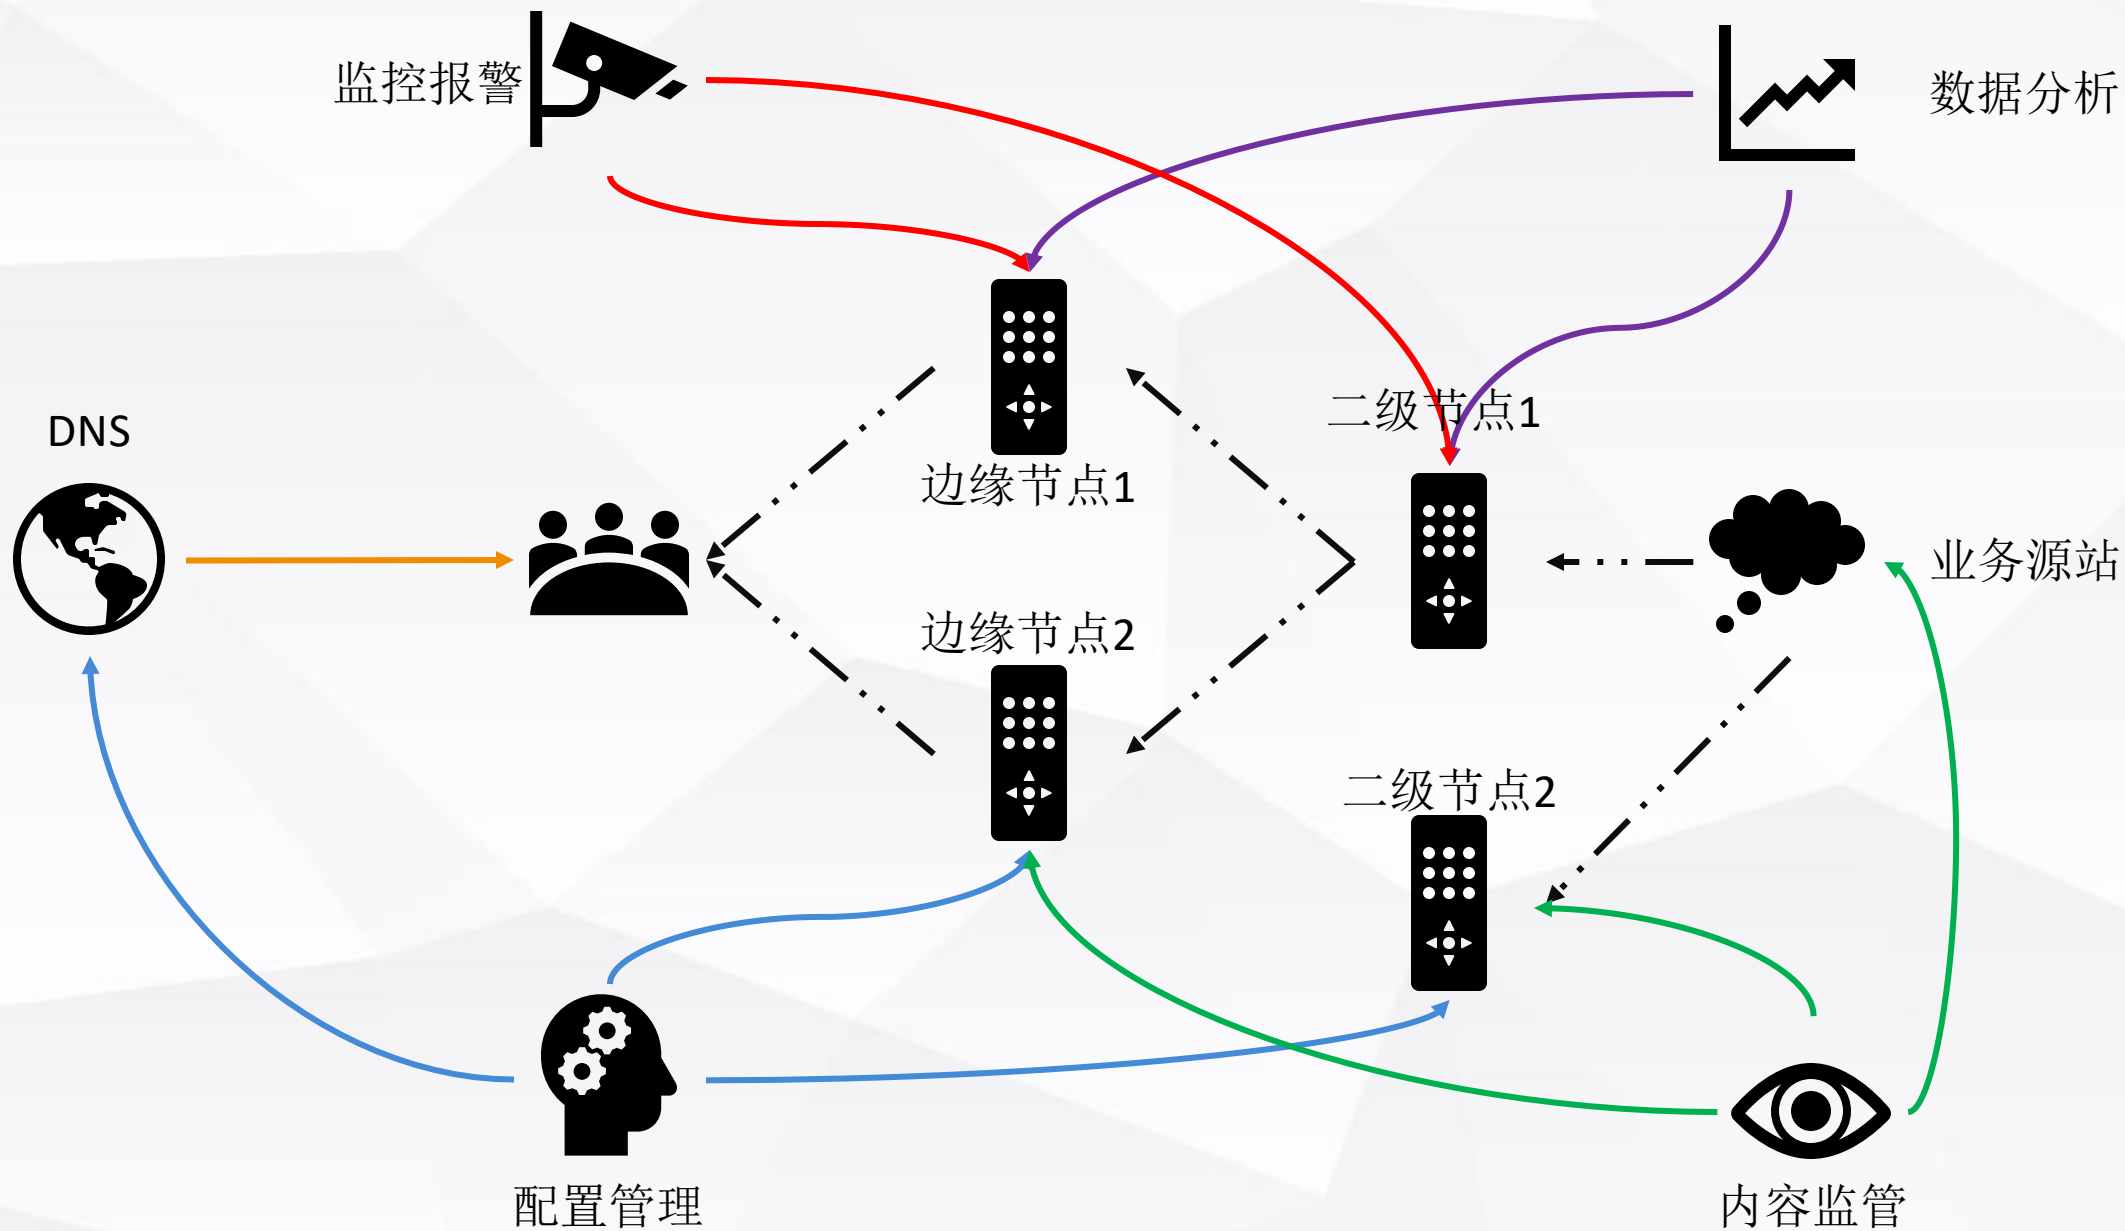 监控报警
数据分析
二级节点1
DNS
边缘节点1
业务源站
边缘节点2
二级节点2
配置管理
内容监管